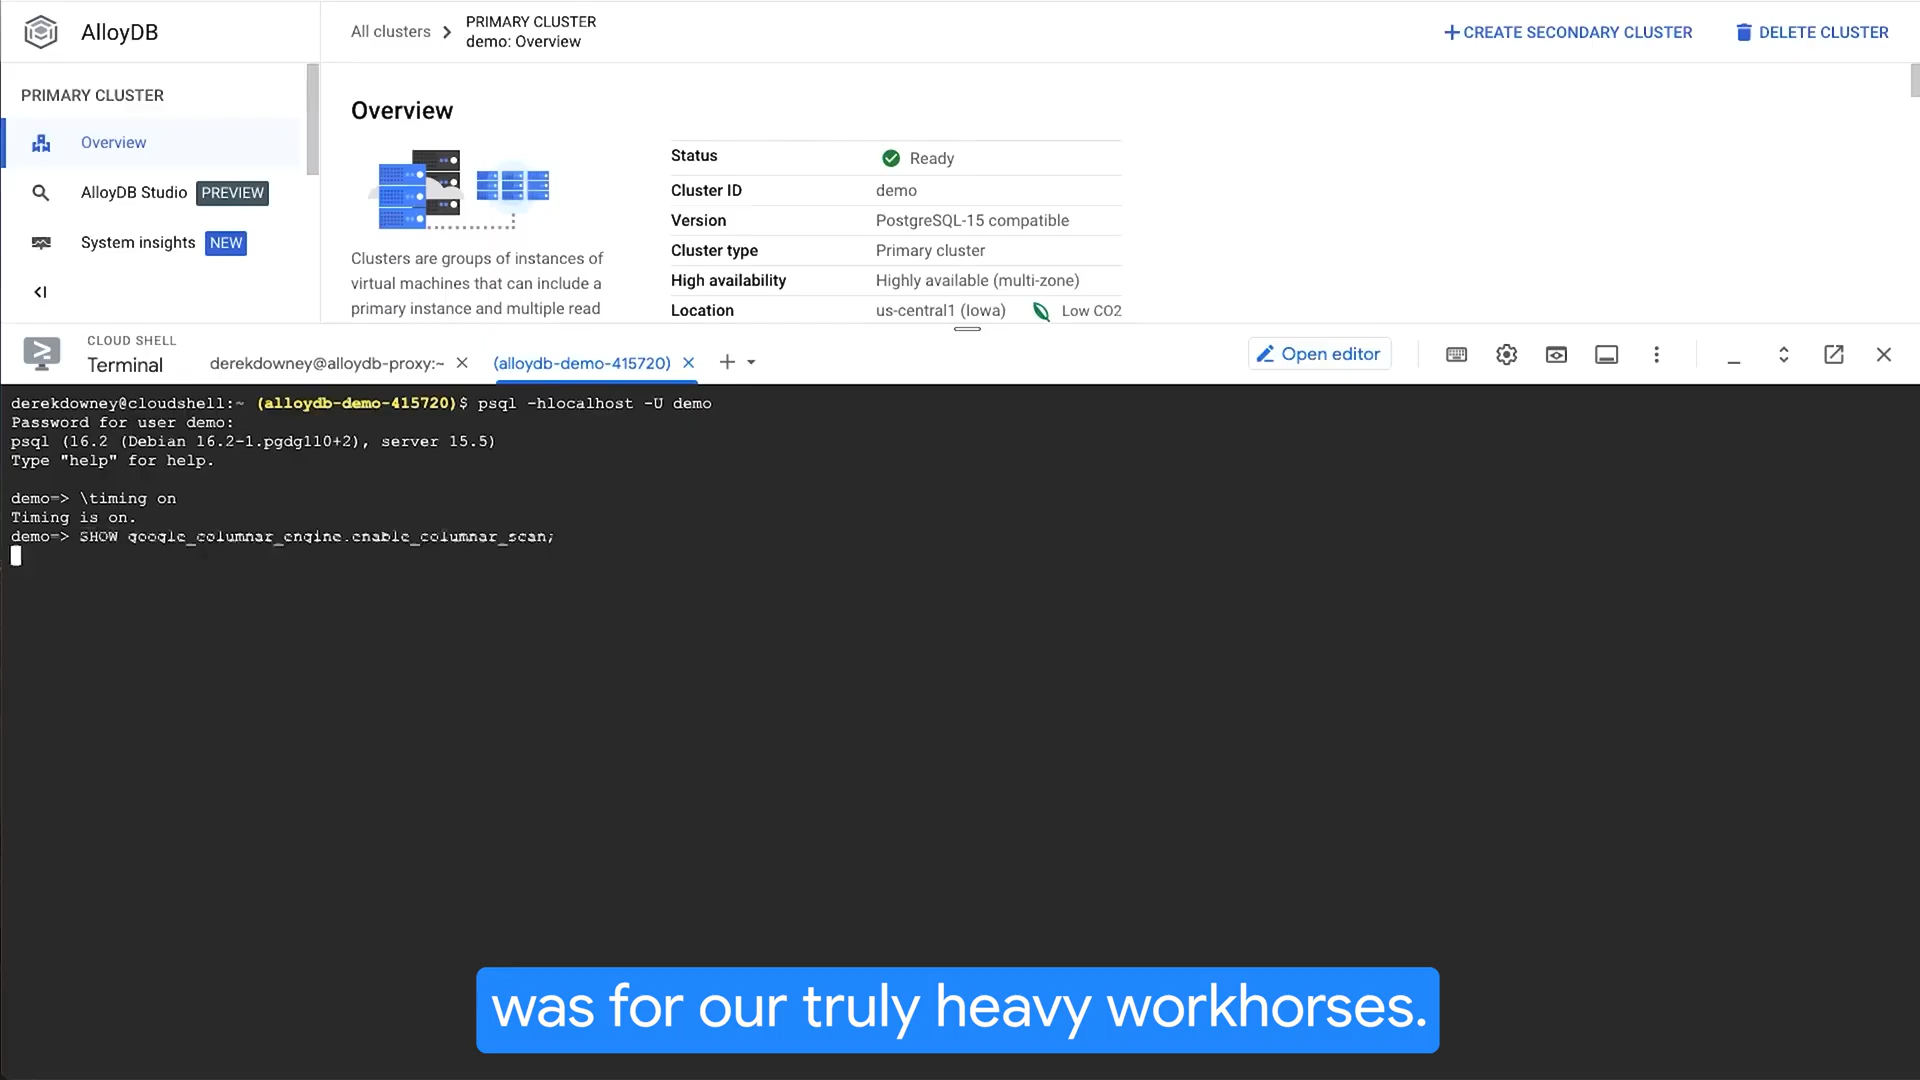 AlloyDB
All clusters
PRIMARY CLUSTER
demo: Overview
CREATE SECONDARY CLUSTER
DELETE CLUSTER
PRIMARY CLUSTER
Overview
AlloyDB Studio PREVIEW
System insights NEW
Overview
Clusters are groups of instances of
virtual machines that can include a
primary instance and multiple read
Status Ready
Cluster ID demo
Version PostgreSQL-15 compatible
Cluster type Primary cluster
High availability Highly available (multi-zone)
Location us-central1 (Iowa) Low CO2
CLOUD SHELL
Terminal
derekdowney@alloydb-proxy:~
(alloydb-demo-415720)
Open editor
derekdowney@cloudshell:~ (alloydb-demo-415720)$ psql -hlocalhost -U demo
Password for user demo:
psql (16.2 (Debian 16.2-1.pgdg110+2), server 15.5)
Type "help" for help.
demo=> \timing on
Timing is on.
demo=> SHOW google_columnar_engine.enable_columnar_scan;
was for our truly heavy workhorses.